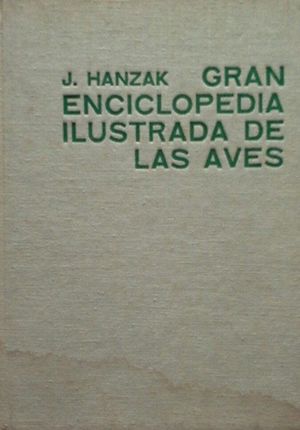 J. HANZAK GRAN
ENCICLOPEDIA
ILUSTRADA DE
LAS AVES